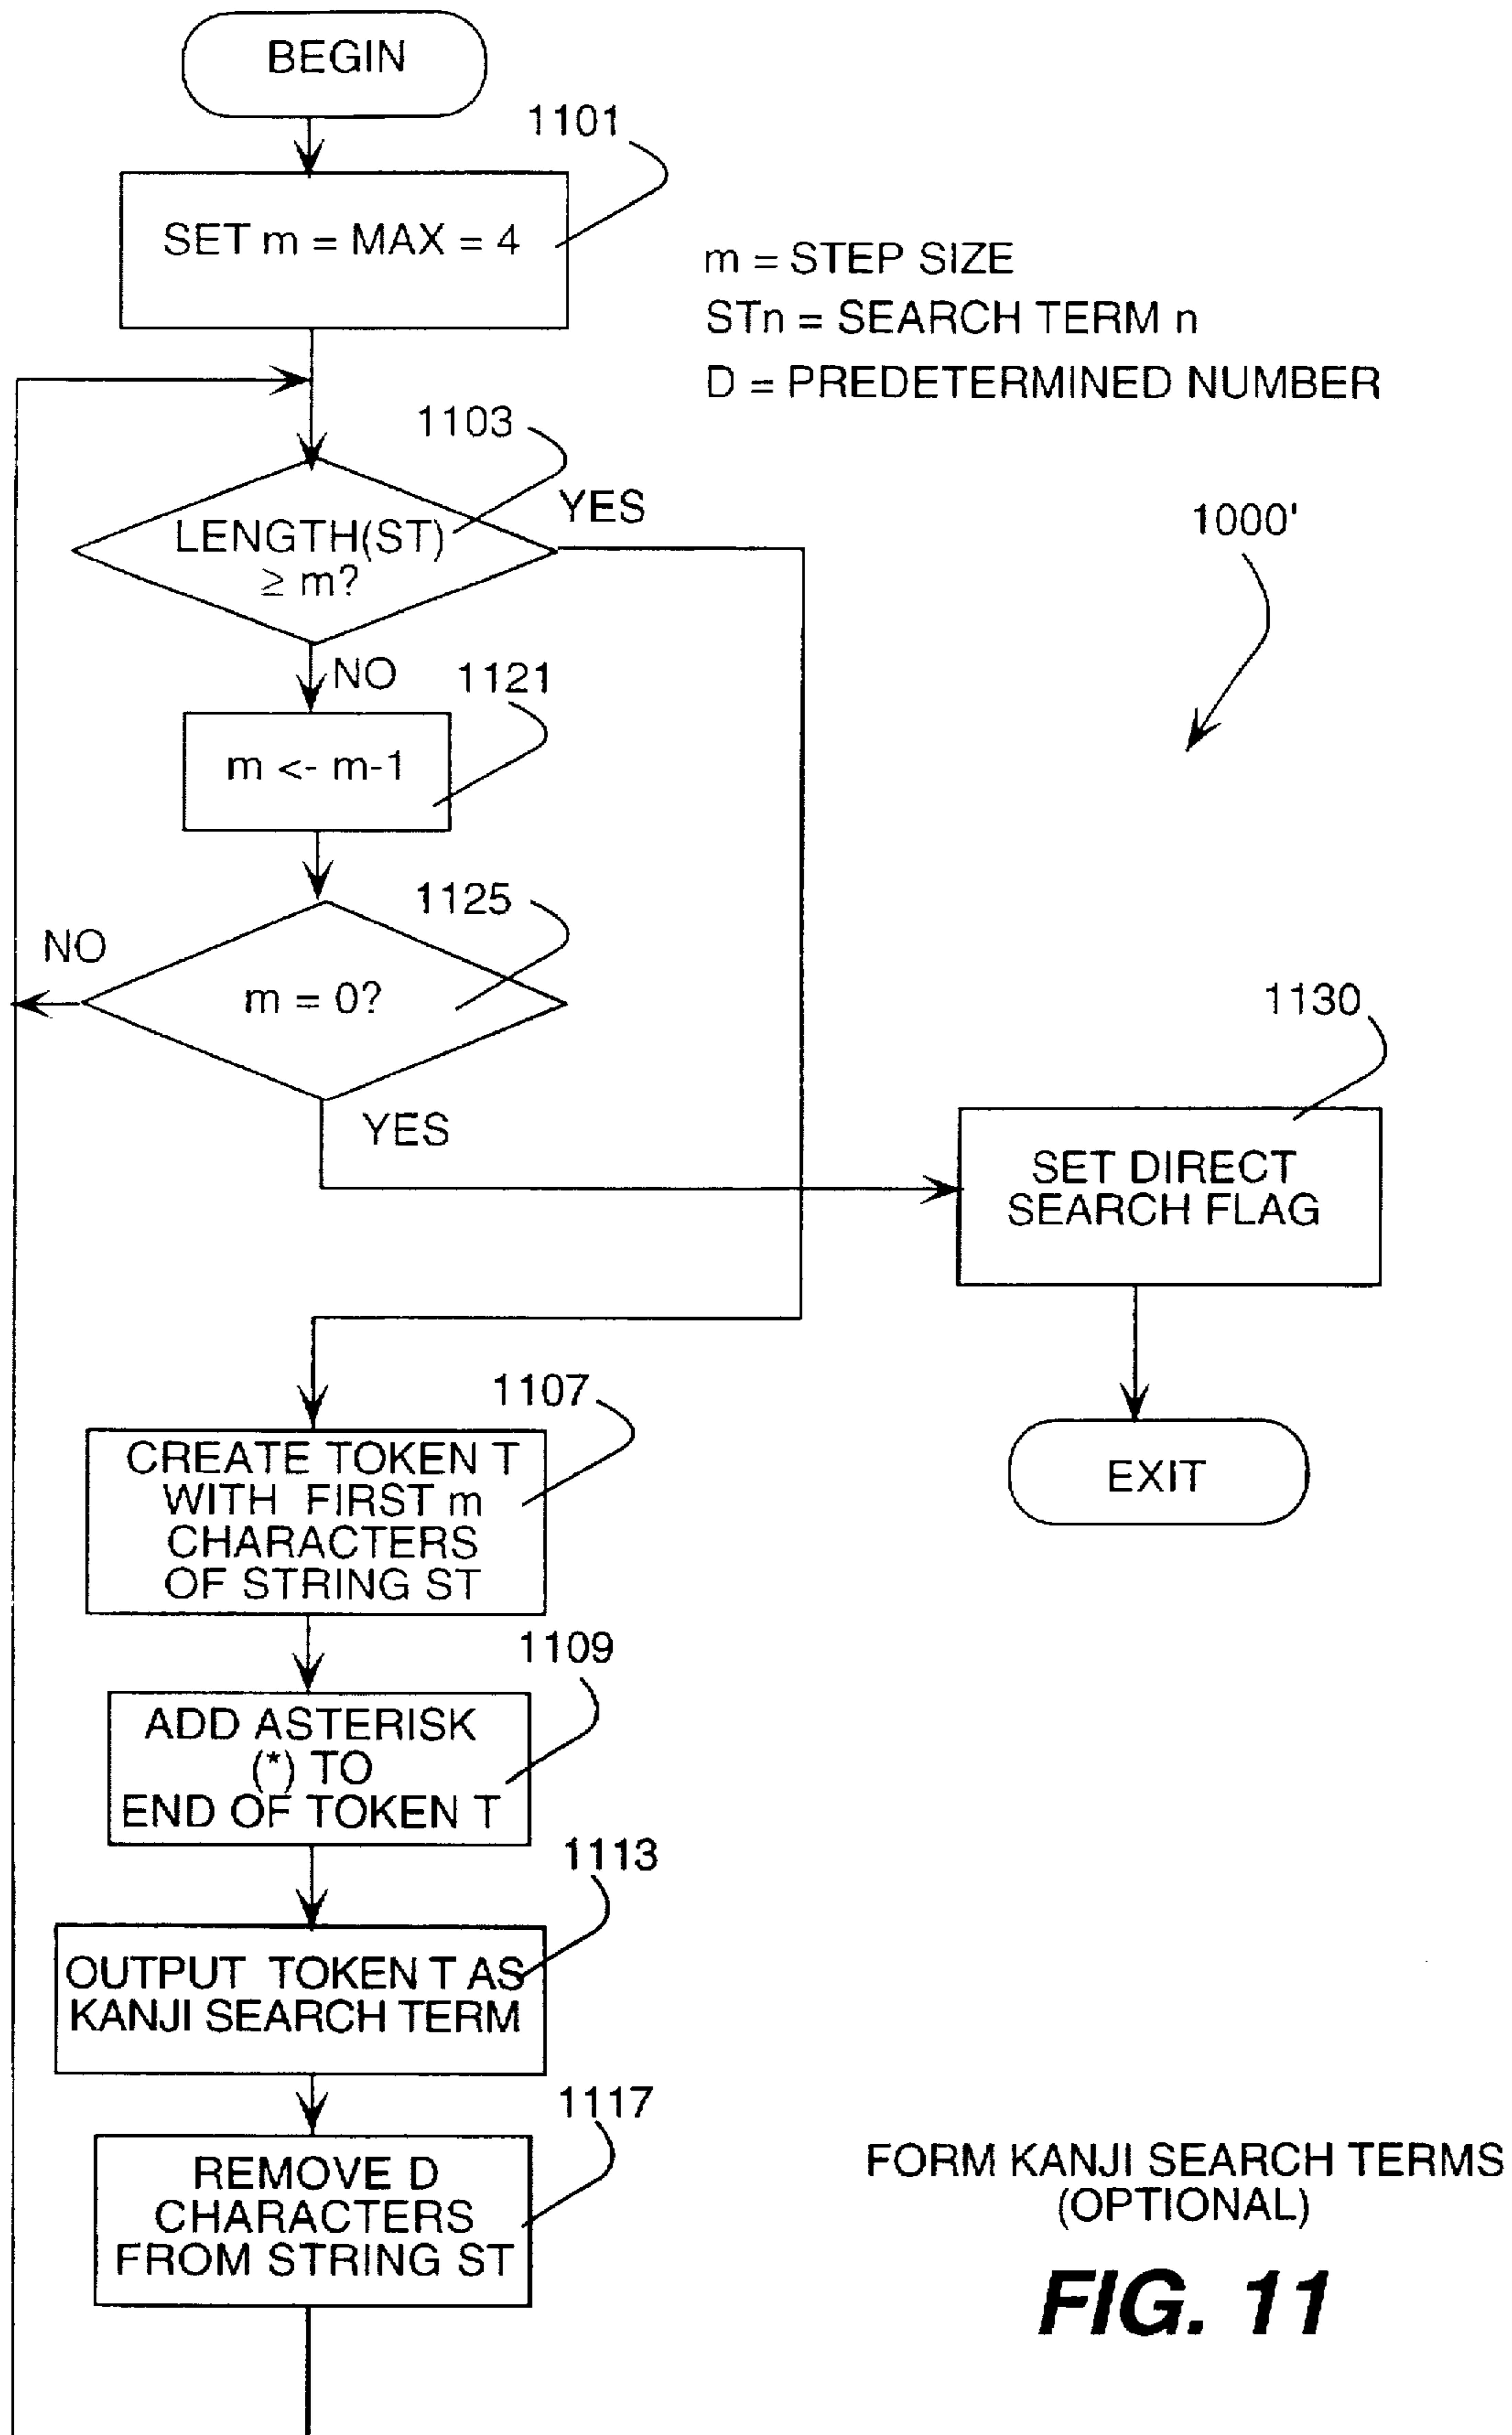 BEGIN
1101
SET m = MAX = 4
m = STEP SIZE
STn = SEARCH TERM n
D = PREDETERMINED NUMBER
1103
YES
LENGTH(ST)
≥ m?
1000'
NO
1121
m <- m-1
1125
NO
m = 0?
1130
YES
SET DIRECT
SEARCH FLAG
1107
CREATE TOKEN T
WITH FIRST m
CHARACTERS
OF STRING ST
EXIT
1109
ADD ASTERISK
(*) TO
END OF TOKEN T
1113
OUTPUT TOKEN T AS
KANJI SEARCH TERM
1117
REMOVE D
CHARACTERS
FROM STRING ST
FORM KANJI SEARCH TERMS
(OPTIONAL)
FIG. 11